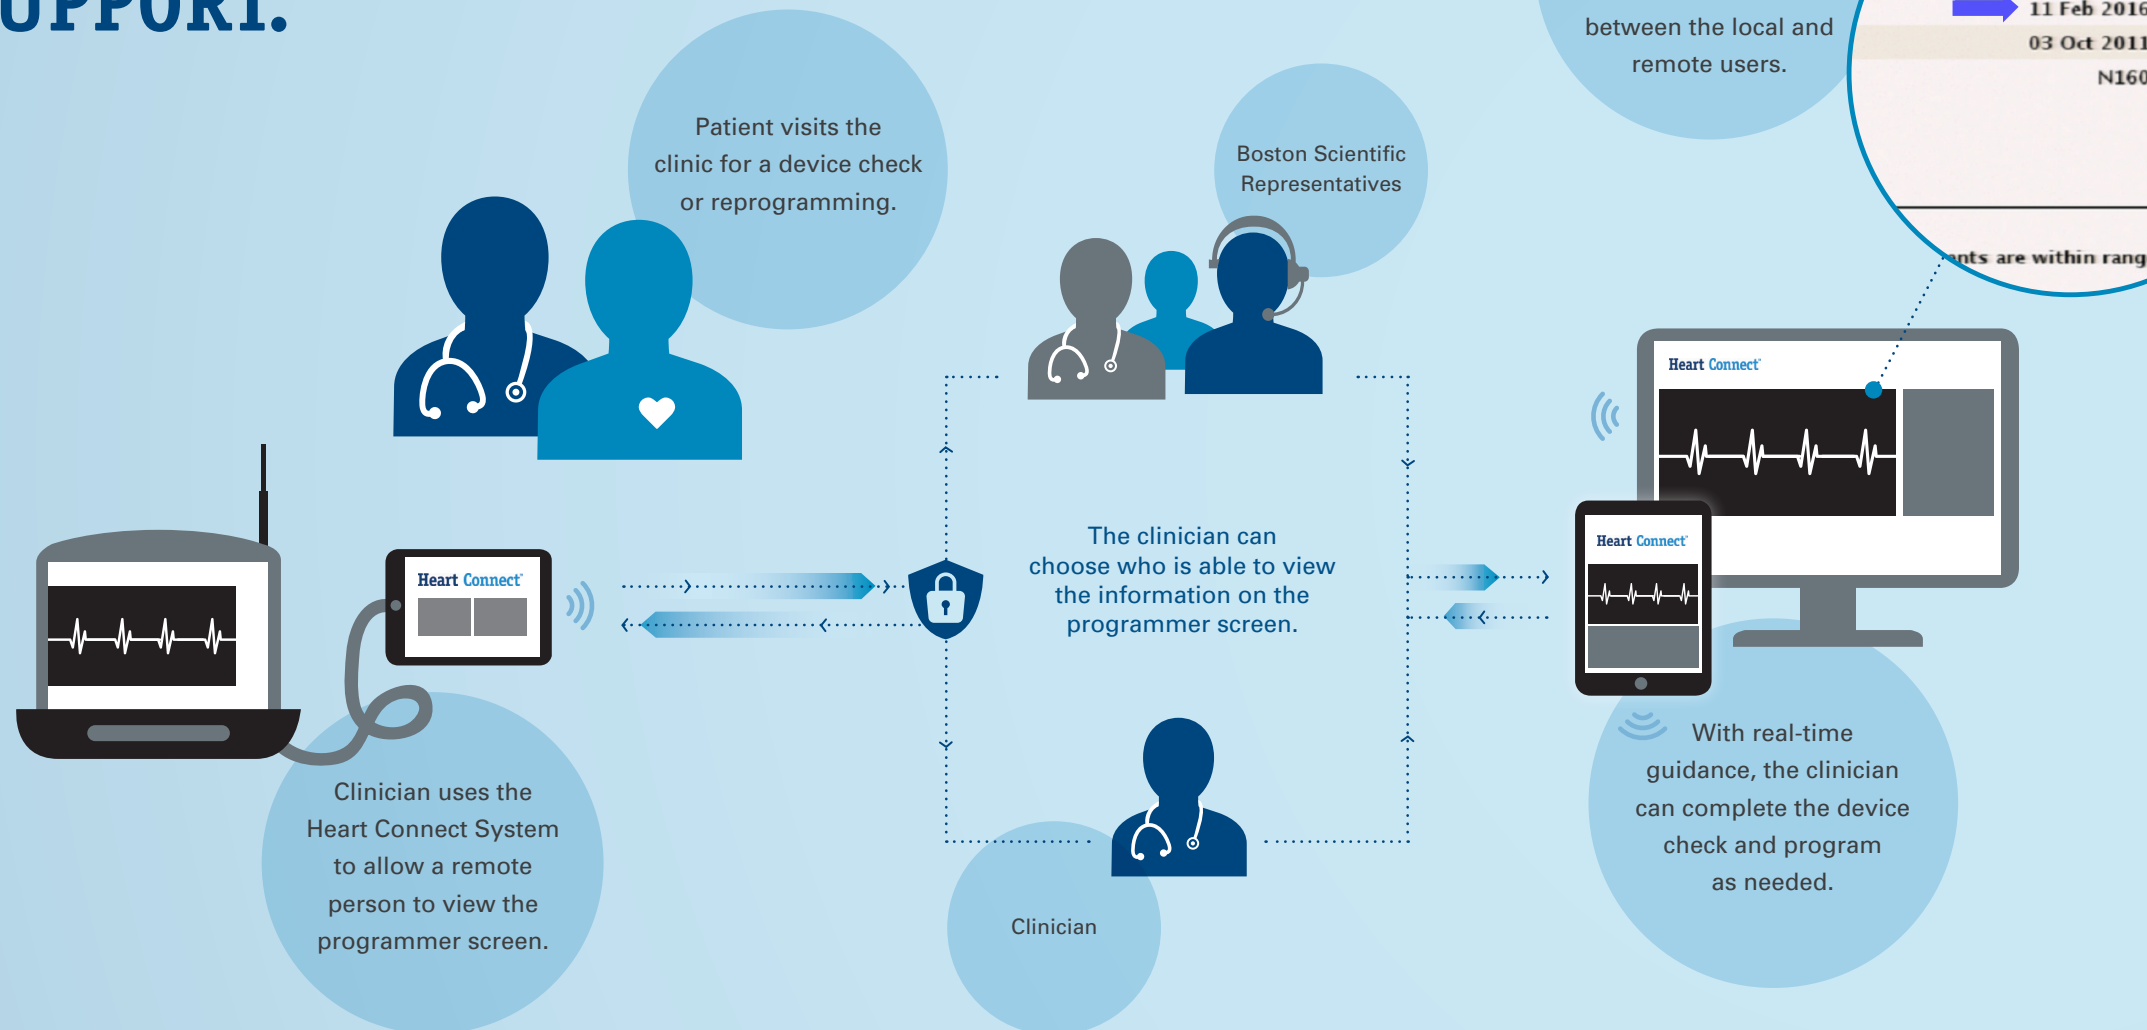 UPPORT.
between the local and
remote users.
11 Feb 2016
03 Oct 2011
N160
ents are within rang
Patient visits the
clinic for a device check
or reprogramming.
Boston Scientific
Representatives
Heart Connect™
Heart Connect™
Heart Connect™
The clinician can
choose who is able to view
the information on the
programmer screen.
Clinician uses the
Heart Connect System
to allow a remote
person to view the
programmer screen.
Clinician
With real-time
guidance, the clinician
can complete the device
check and program
as needed.